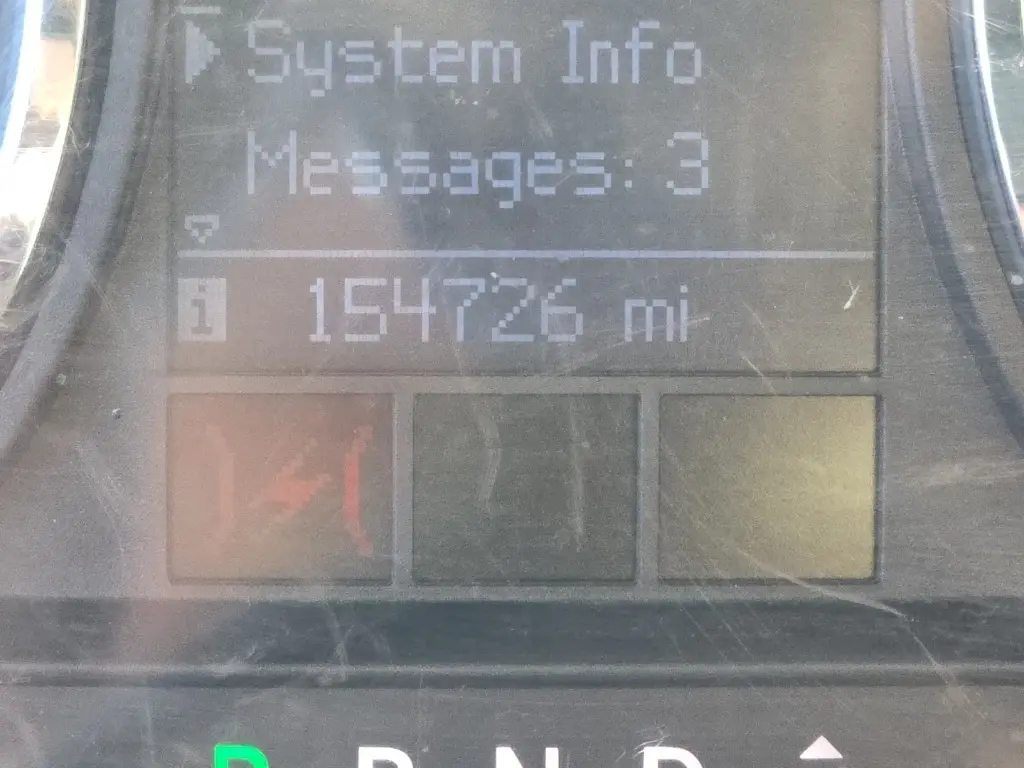 System Info
Messages: 3
i 154726 mi
P R N D